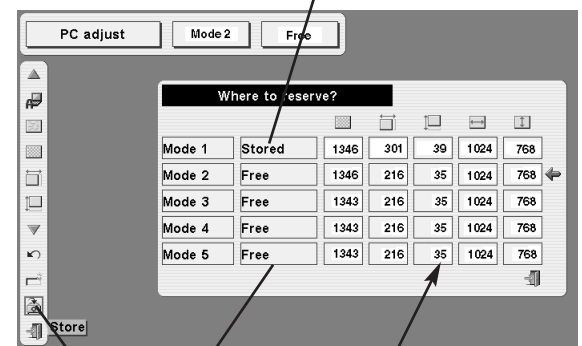 PC adjust Mode 2 Free
Where to reserve?
Mode 1 Stored 1346 301 39 1024 768
Mode 2 Free 1346 216 35 1024 768
Mode 3 Free 1343 216 35 1024 768
Mode 4 Free 1343 216 35 1024 768
Mode 5 Free 1343 216 35 1024 768
Store